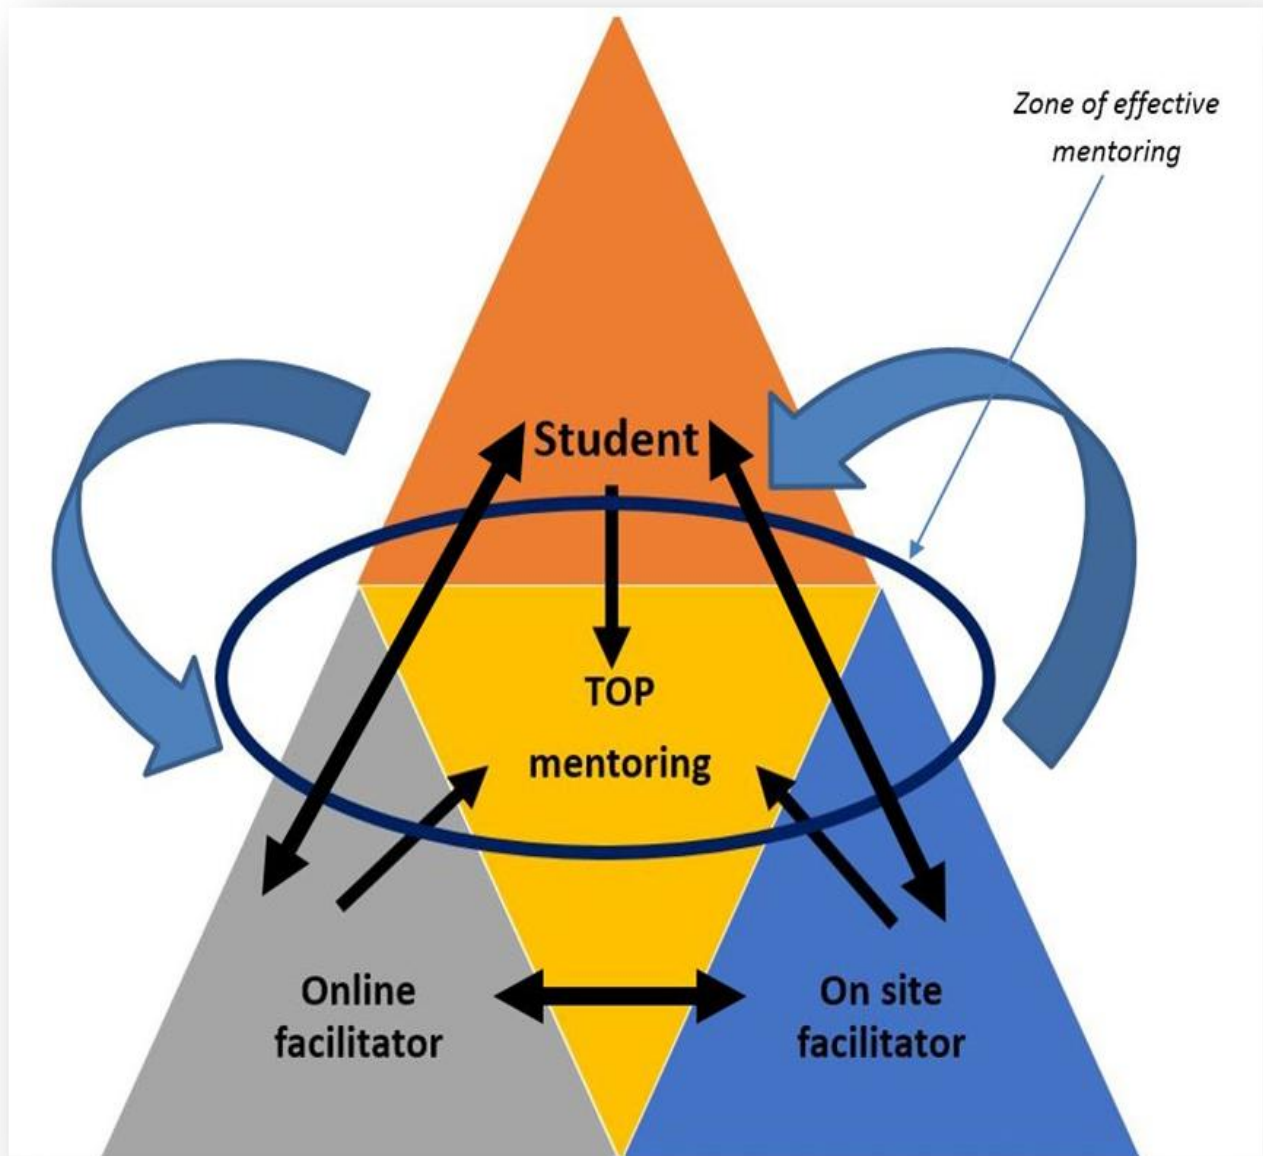 Zone of effective
mentoring
Student
TOP
mentoring
Online
facilitator
On site
facilitator